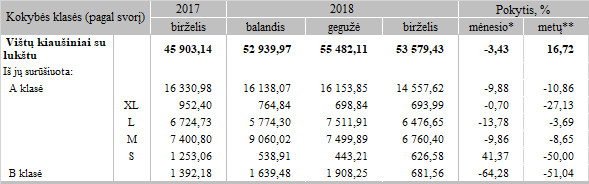 Kokybės klasės (pagal svorį) 2017 2018 Pokytis, %
birželis balandis gegužė birželis mėnesio* metų**
Vištų kiaušiniai su lukštu 45 903,14 52 939,97 55 482,11 53 579,43 -3,43 16,72
Iš jų surūšiuota:
A klasė 16 330,98 16 138,07 16 153,85 14 557,62 -9,88 -10,86
XL 952,40 764,84 698,84 693,99 -0,70 -27,13
L 6 724,73 5 774,30 7 511,91 6 476,65 -13,78 -3,69
M 7 400,80 9 060,02 7 499,89 6 760,40 -9,86 -8,65
S 1 253,06 538,91 443,21 626,58 41,37 -50,00
B klasė 1 392,18 1 639,48 1 908,25 681,56 -64,28 -51,04